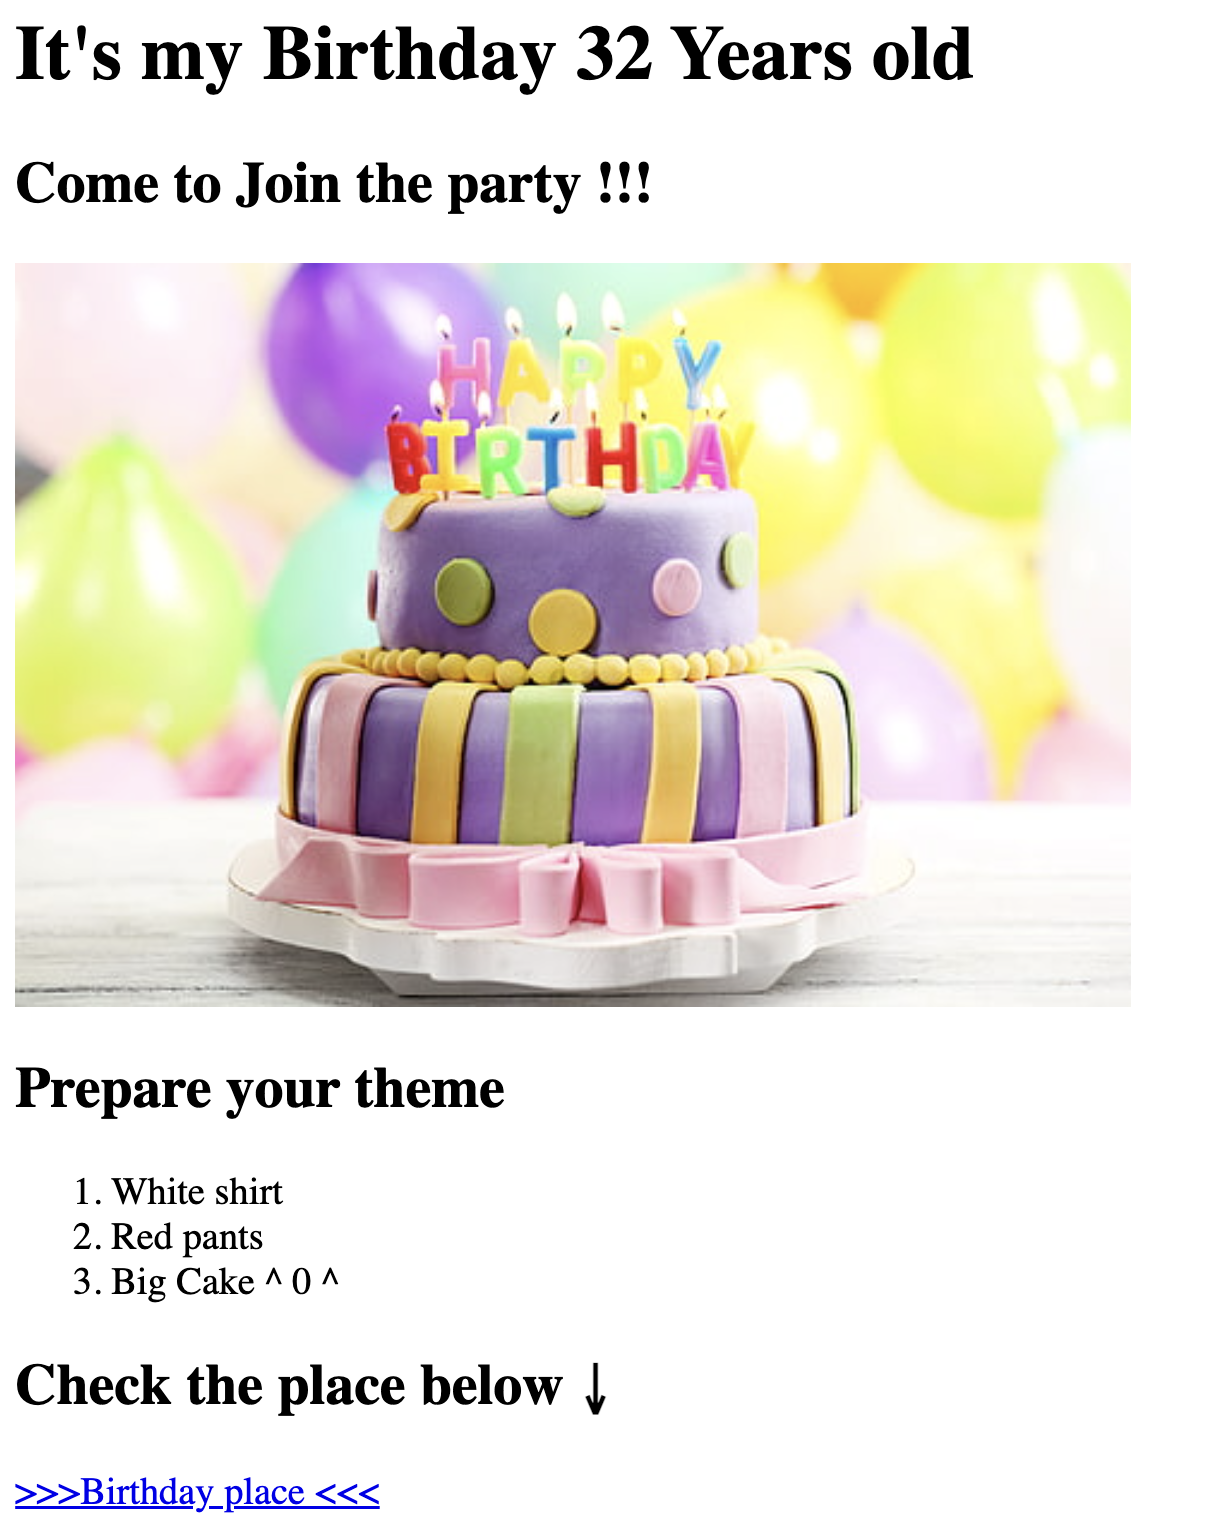 It's my Birthday 32 Years old
Come to Join the party !!!
HAPPY
BIRTHDAY
Prepare your theme
1. White shirt
2. Red pants
3. Big Cake ^ 0 ^
Check the place below ↓
>>>Birthday place <<<